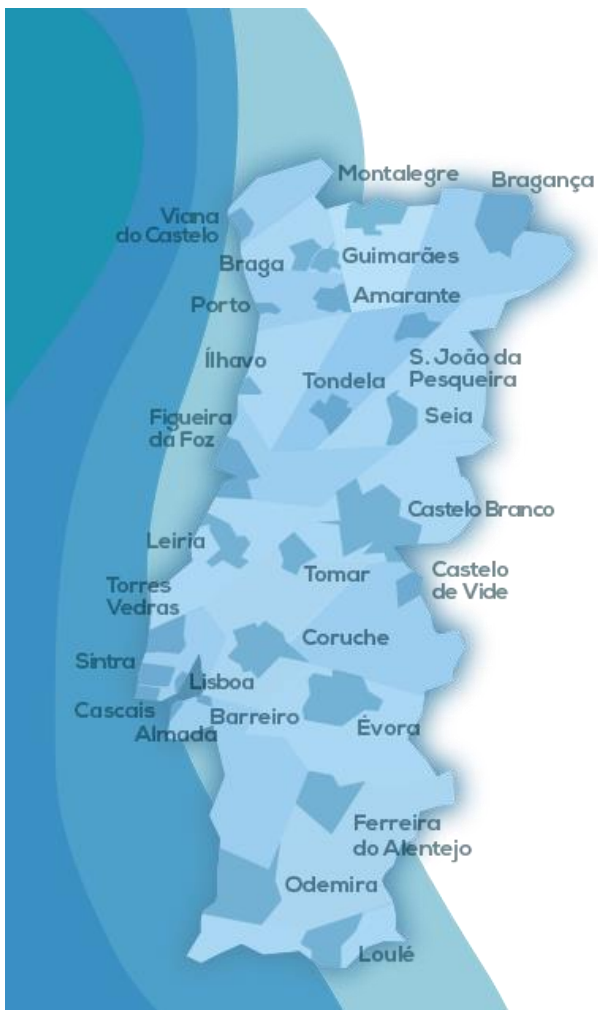 Montalegre
Bragança
Viana
do Castelo
Braga
Guimarães
Porto
Amarante
Ílhavo
Tondela
S. João da
Pesqueira
Figueira
da Foz
Seia
Castelo Branco
Leiria
Tomar
Castelo
de Vide
Torres
Vedras
Coruche
Sintra
Lisboa
Cascais
Barreiro
Almada
Évora
Ferreira
do Alentejo
Odemira
Loulé